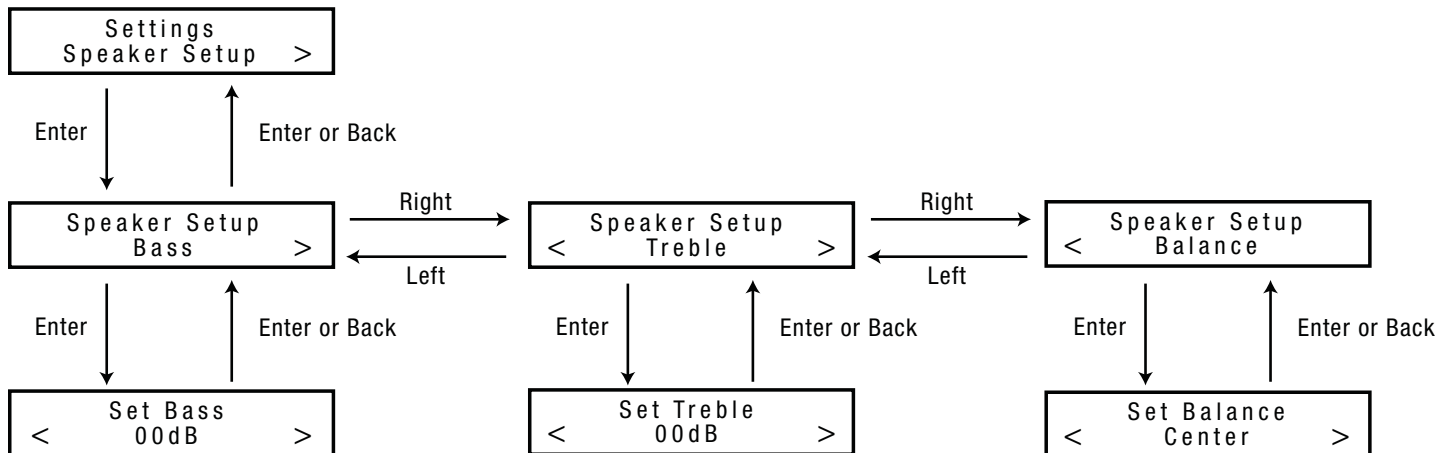 Settings
Speaker Setup >
Enter
Enter or Back
Speaker Setup
Bass >
Right
Left
Speaker Setup
< Treble >
Right
Left
Speaker Setup
< Balance
Enter
Enter or Back
Enter
Enter or Back
Enter
Enter or Back
Set Bass
< 00dB >
Set Treble
< 00dB >
Set Balance
< Center >